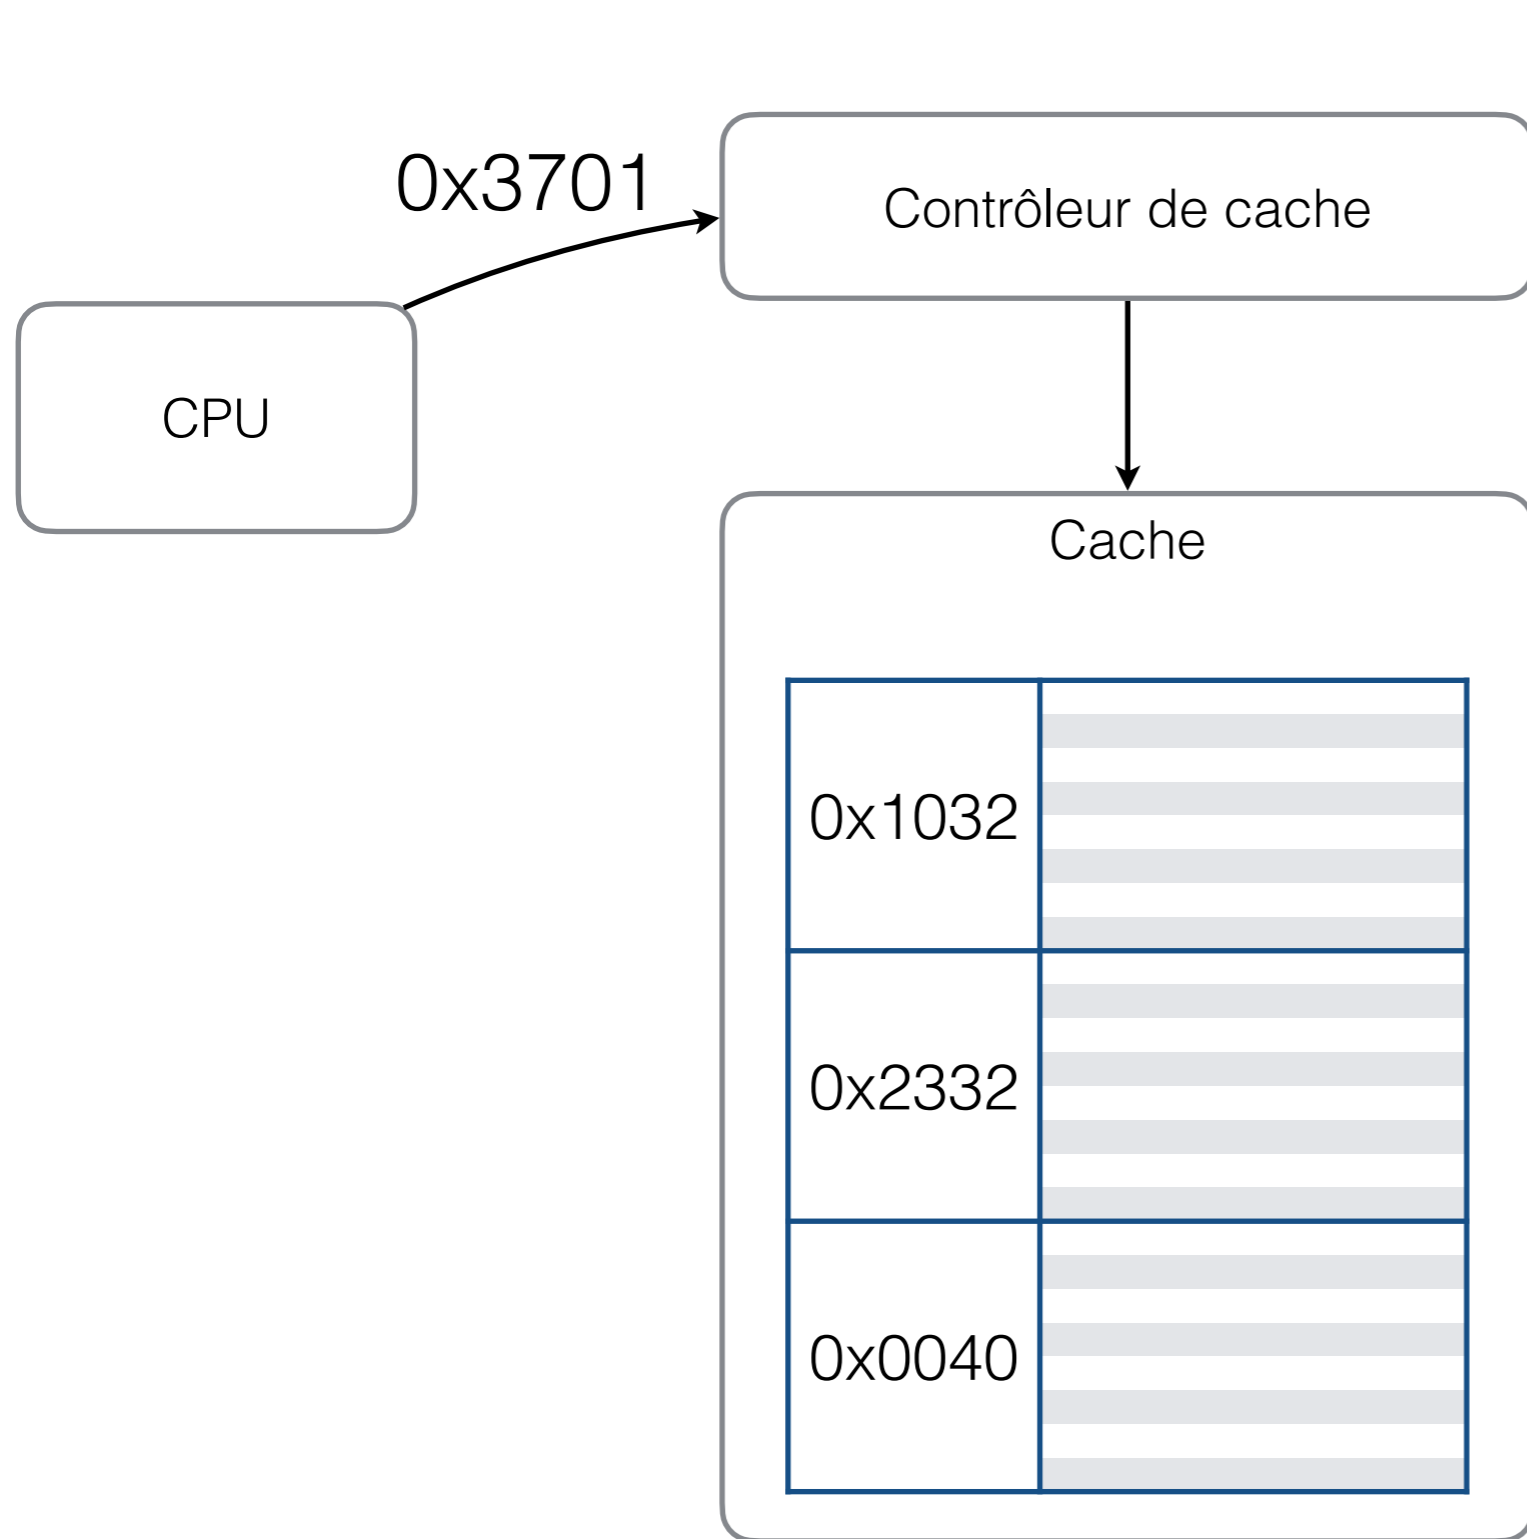 0x3701
Contrôleur de cache
CPU
Cache
0x1032
0x2332
0x0040